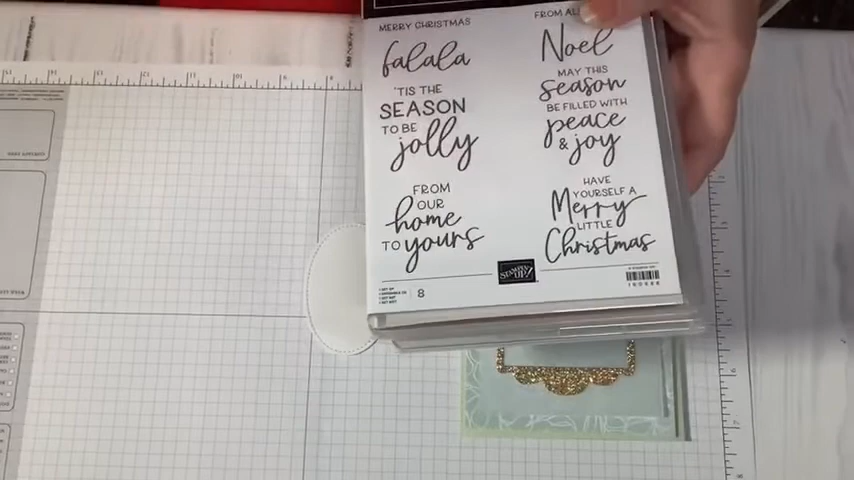 MERRY CHRISTMAS
falala
'TIS THE
SEASON
TO BE
jolly
FROM
OUR
home
TO yours
FROM AL
Noel
MAY THIS
season
BE FILLED WITH
peace
& joy
HAVE
YOURSELF A
Merry
LITTLE
Christmas
8
STAMPIN'
UP!